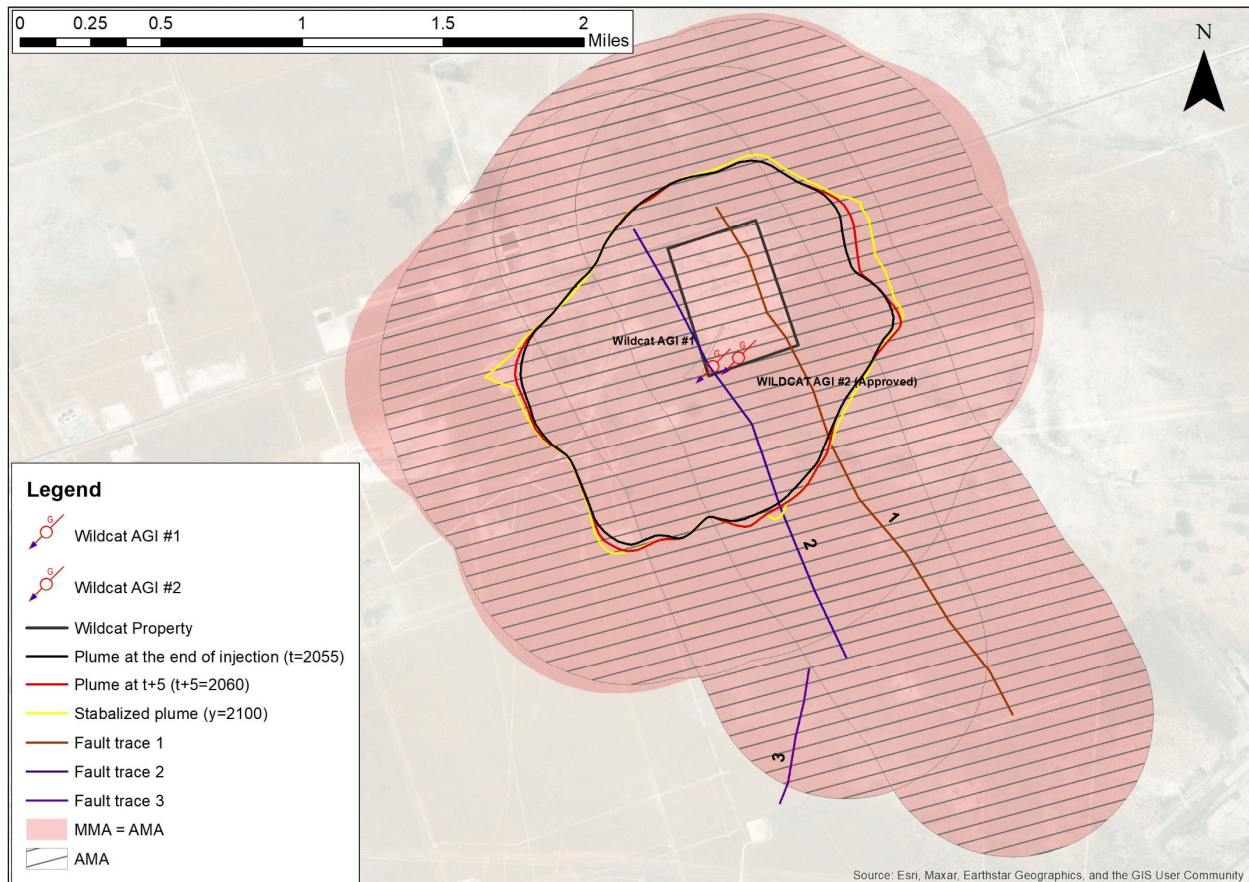 0 0.25 0.5 1 1.5 2
Miles
N
Wildcat AGI #1
G G
WILDCAT AGI #2 (Approved)
1
2
3
Legend
G
Wildcat AGI #1
G
Wildcat AGI #2
Wildcat Property
Plume at the end of injection (t=2055)
Plume at t+5 (t+5=2060)
Stabalized plume (y=2100)
Fault trace 1
Fault trace 2
Fault trace 3
MMA = AMA
AMA
Source: Esri, Maxar, Earthstar Geographics, and the GIS User Community